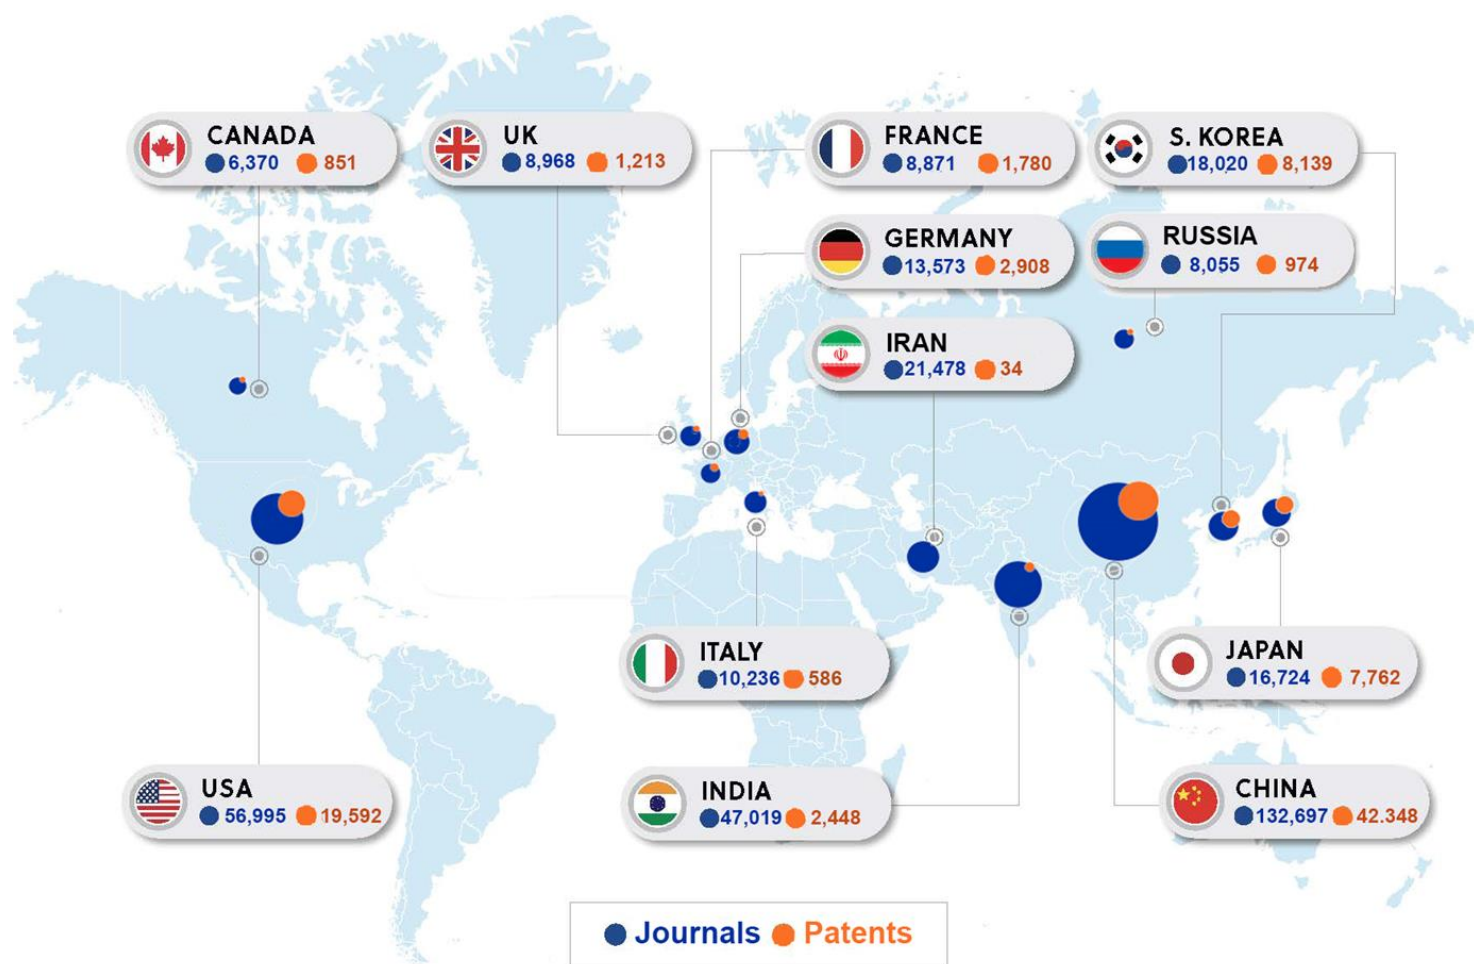 CANADA
6,370 851
UK
8,968 1,213
FRANCE
8,871 1,780
S. KOREA
18,020 8,139
GERMANY
13,573 2,908
RUSSIA
8,055 974
IRAN
21,478 34
ITALY
10,236 586
JAPAN
16,724 7,762
USA
56,995 19,592
INDIA
47,019 2,448
CHINA
132,697 42.348
Journals Patents